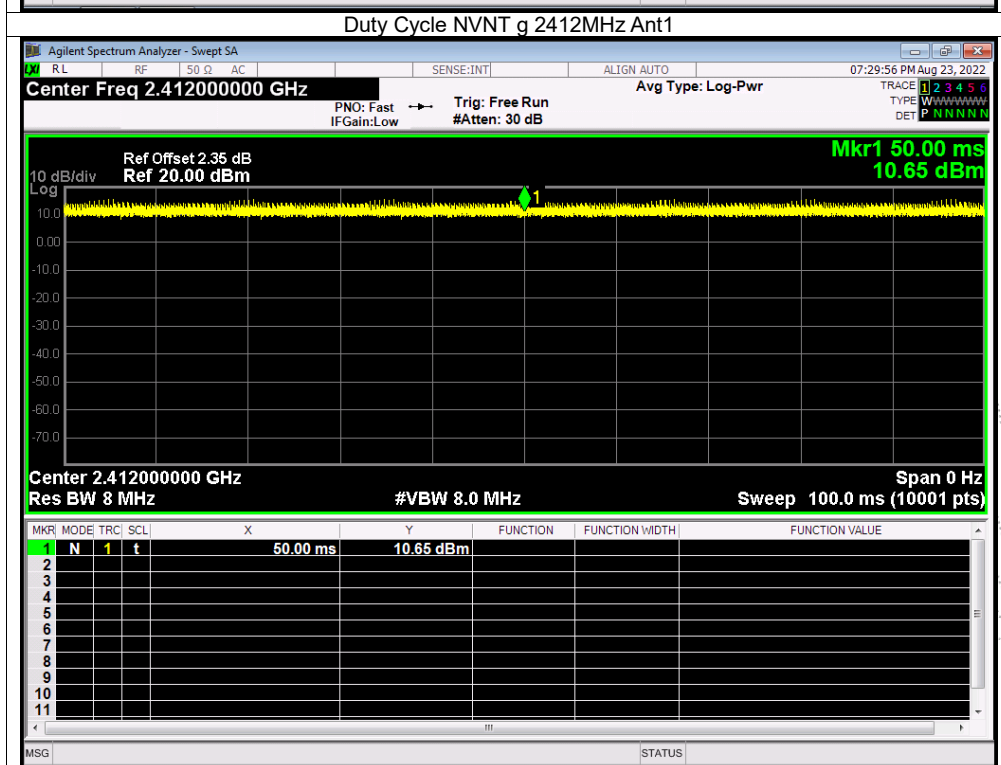 Duty Cycle NVNT g 2412MHz Ant1
Agilent Spectrum Analyzer - Swept SA
LXI RL RF 50 Ω AC SENSE:INT ALIGN AUTO 07:29:56 PM Aug 23, 2022
Center Freq 2.412000000 GHz Avg Type: Log-Pwr TRACE 1 2 3 4 5 6
PNO: Fast Trig: Free Run TYPE WWWWWW
IFGain:Low #Atten: 30 dB DET P N N N N N
Mkr1 50.00 ms
10.65 dBm
Ref Offset 2.35 dB
10 dB/div Ref 20.00 dBm
Log
1
10.0
0.00
-10.0
-20.0
-30.0
-40.0
-50.0
-60.0
-70.0
Center 2.412000000 GHz Span 0 Hz
Res BW 8 MHz #VBW 8.0 MHz Sweep 100.0 ms (10001 pts)
MKR MODE TRC SCL X Y FUNCTION FUNCTION WIDTH FUNCTION VALUE
1 N 1 t 50.00 ms 10.65 dBm
2
3
4
5
6
7
8
9
10
11
MSG STATUS